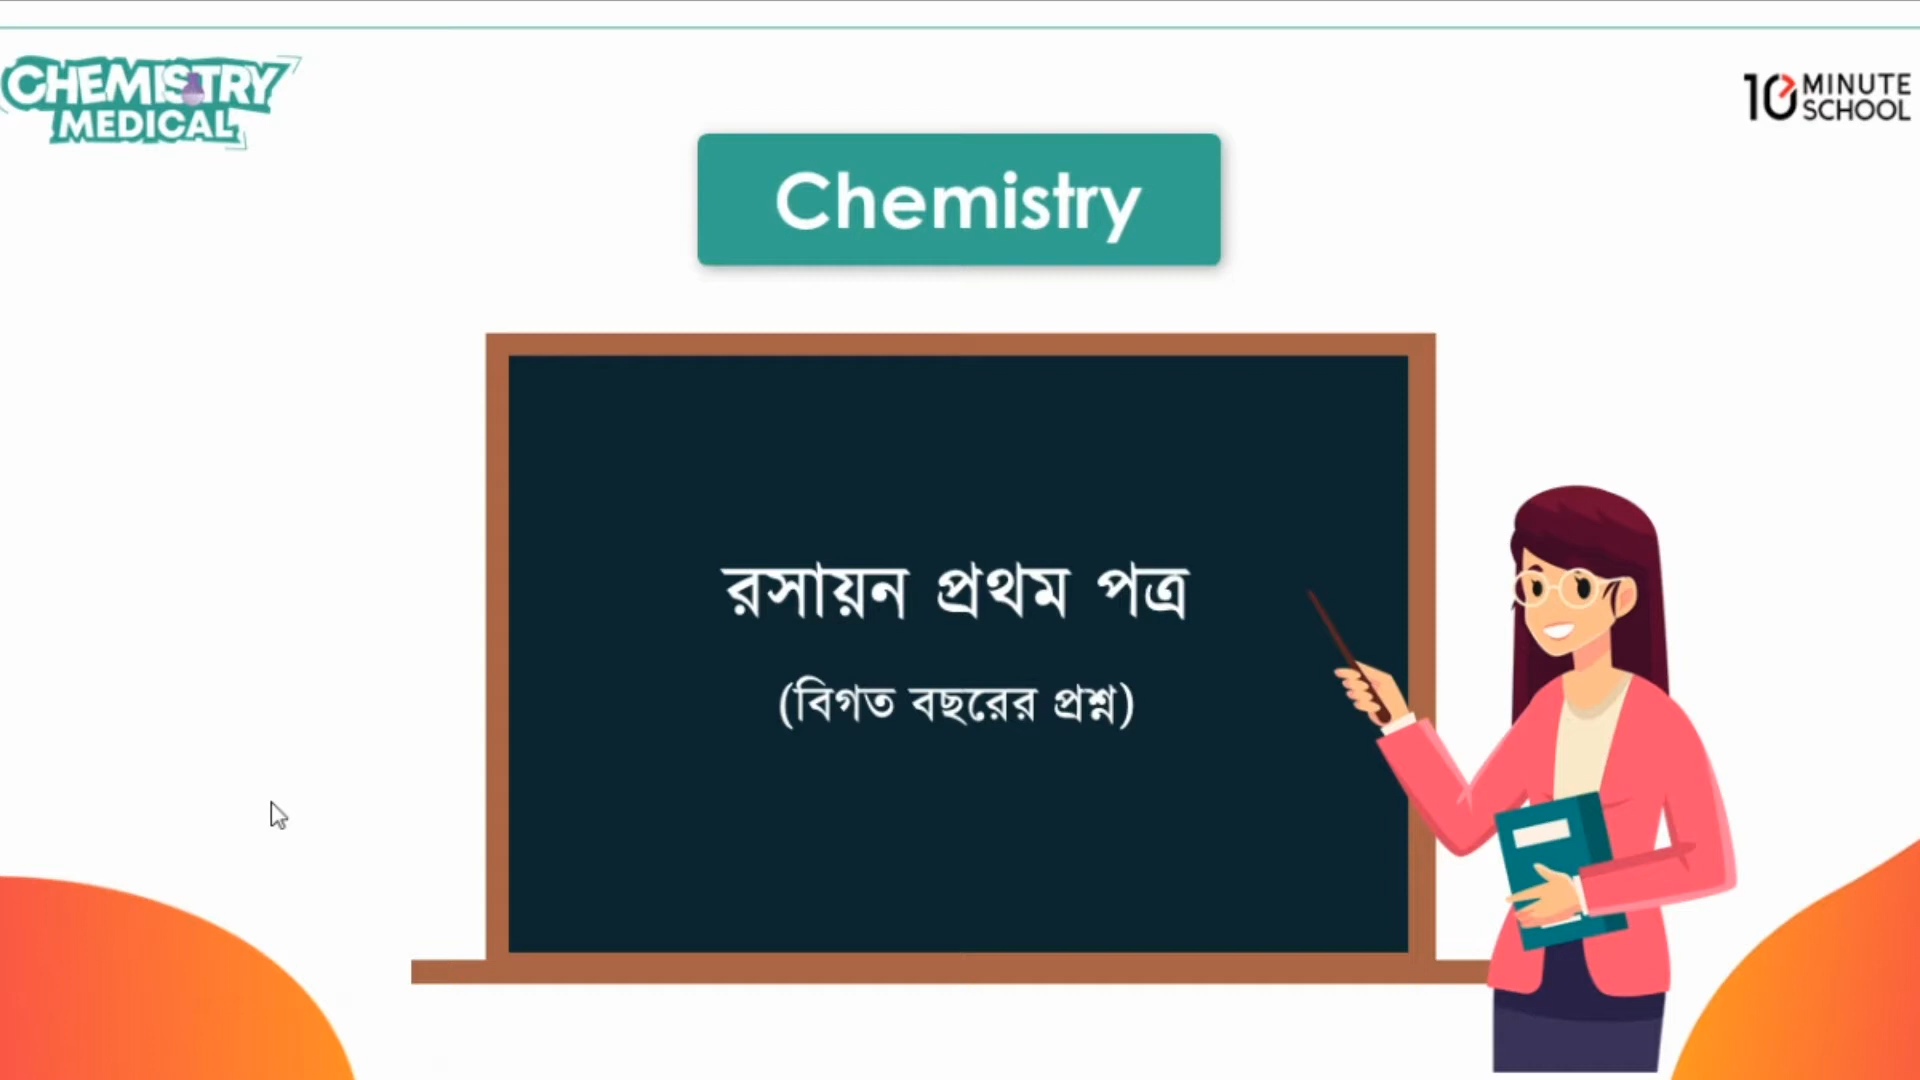 CHEMISTRY
MEDICAL
10 MINUTE
SCHOOL
Chemistry
রসায়ন প্রথম পত্র
(বিগত বছরের প্রশ্ন)